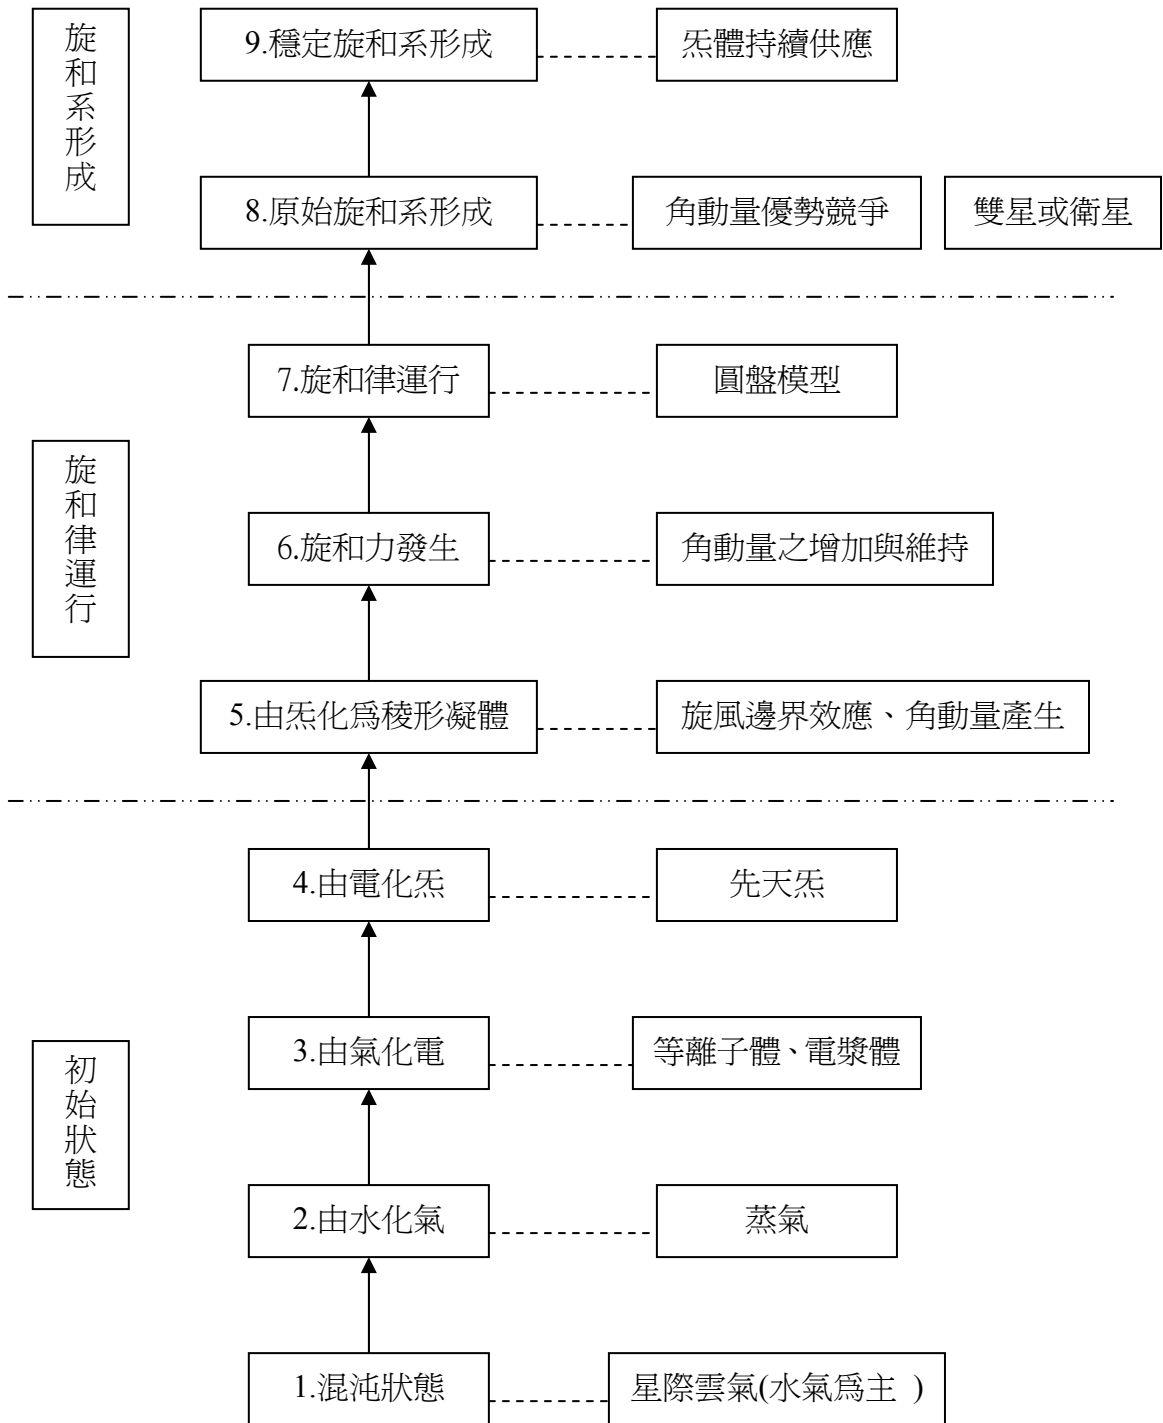 旋和系形成
9.穩定旋和系形成
炁體持續供應
8.原始旋和系形成
角動量優勢競爭
雙星或衛星
旋和律運行
7.旋和律運行
圓盤模型
6.旋和力發生
角動量之增加與維持
5.由炁化爲稜形凝體
旋風邊界效應、角動量產生
初始狀態
4.由電化炁
先天炁
3.由氣化電
等離子體、電漿體
2.由水化氣
蒸氣
1.混沌狀態
星際雲氣(水氣爲主 )